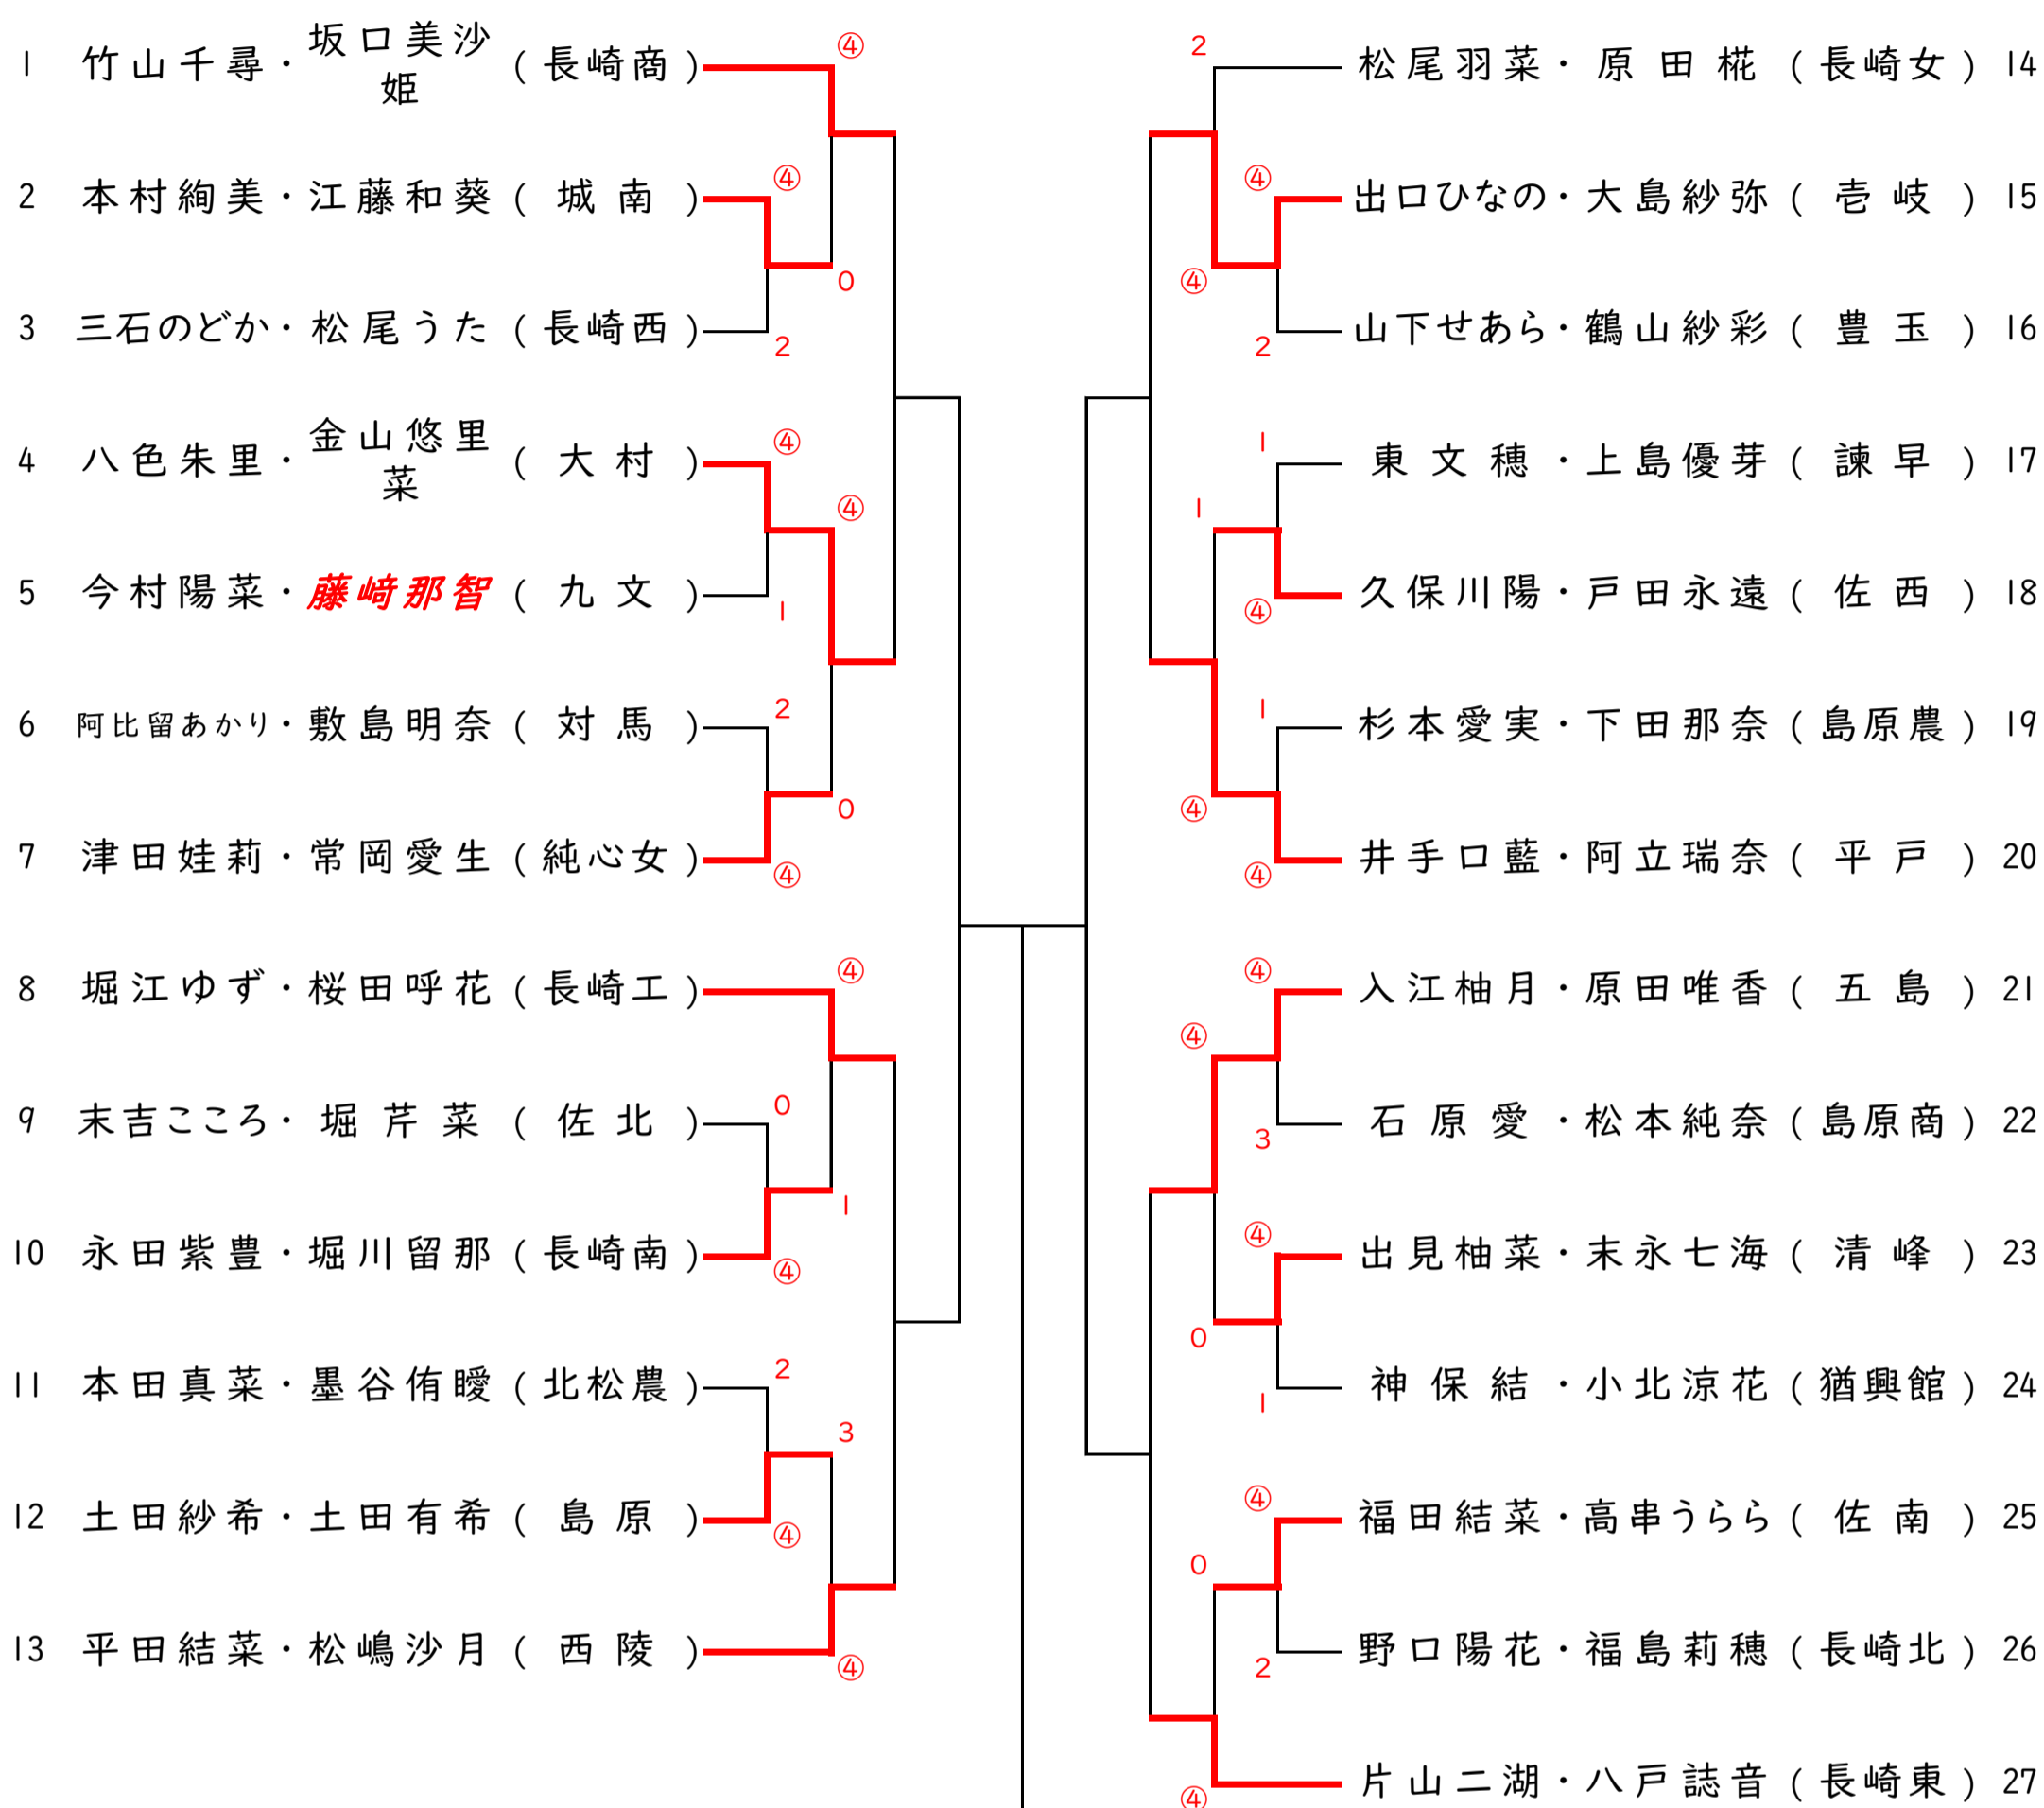 1 竹山千尋・坂口美沙姫 (長崎商) ④
2 本村絢美・江藤和葵 (城南) ④
0
3 三石のどか・松尾うた (長崎西) 2
4 八色朱里・金山悠里菜 (大村) ④
④
5 今村陽菜・藤﨑那智 (九文) 1
6 阿比留あかり・敷島明奈 (対馬) 2
0
7 津田娃莉・常岡愛生 (純心女) ④
8 堀江ゆず・桜田呼花 (長崎工) ④
9 末吉こころ・堀芹菜 (佐北) 0
1
10 永田紫豊・堀川留那 (長崎南) ④
11 本田真菜・墨谷侑曖 (北松農) 2
3
12 土田紗希・土田有希 (島原) ④
13 平田結菜・松嶋沙月 (西陵) ④
2 松尾羽菜・原田椛 (長崎女) 14
④ 出口ひなの・大島紗弥 (壱岐) 15
④
2 山下せあら・鶴山紗彩 (豊玉) 16
1 東文穂・上島優芽 (諫早) 17
1
④ 久保川陽・戸田永遠 (佐西) 18
1 杉本愛実・下田那奈 (島原農) 19
④
④ 井手口藍・阿立瑞奈 (平戸) 20
④ 入江柚月・原田唯香 (五島) 21
④
3 石原愛・松本純奈 (島原商) 22
④ 出見柚菜・末永七海 (清峰) 23
0
1 神保結・小北涼花 (猶興館) 24
④ 福田結菜・高串うらら (佐南) 25
0
2 野口陽花・福島莉穂 (長崎北) 26
④ 片山二湖・八戸誌音 (長崎東) 27